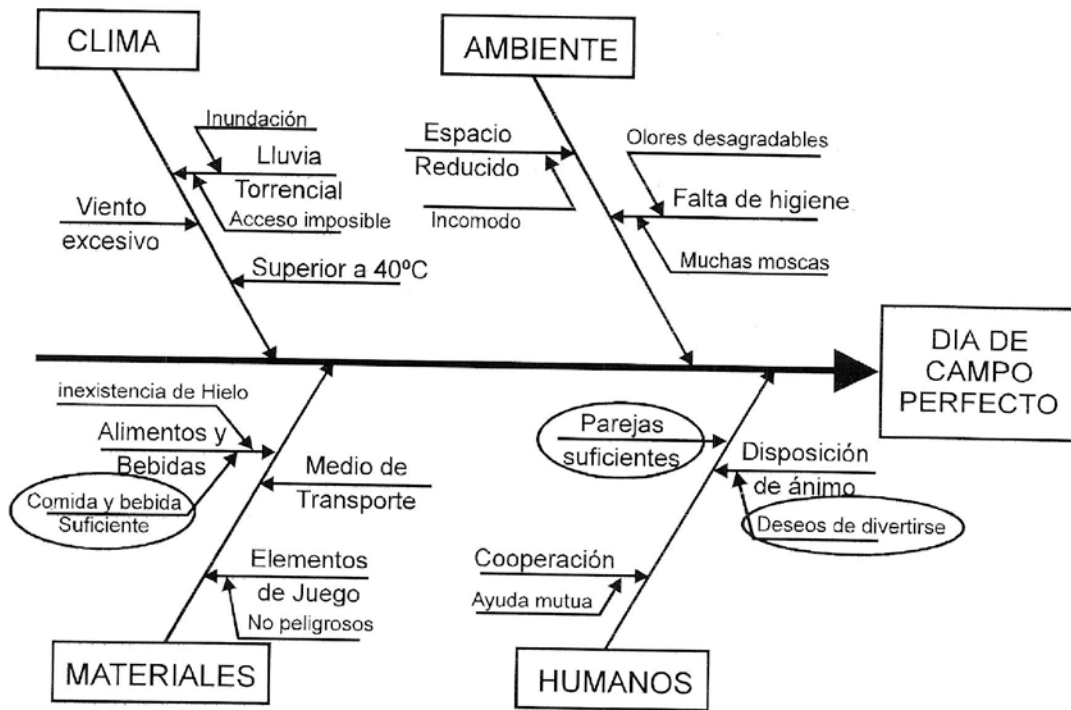 CLIMA
AMBIENTE
Inundación
Lluvia
Torrencial
Acceso imposible
Viento
excesivo
Superior a 40ºC
Espacio
Reducido
Incomodo
Olores desagradables
Falta de higiene
Muchas moscas
DIA DE
CAMPO
PERFECTO
inexistencia de Hielo
Alimentos y
Bebidas
Comida y bebida
Suficiente
Medio de
Transporte
Elementos
de Juego
No peligrosos
MATERIALES
Parejas
suficientes
Disposición
de ánimo
Deseos de divertirse
Cooperación
Ayuda mutua
HUMANOS